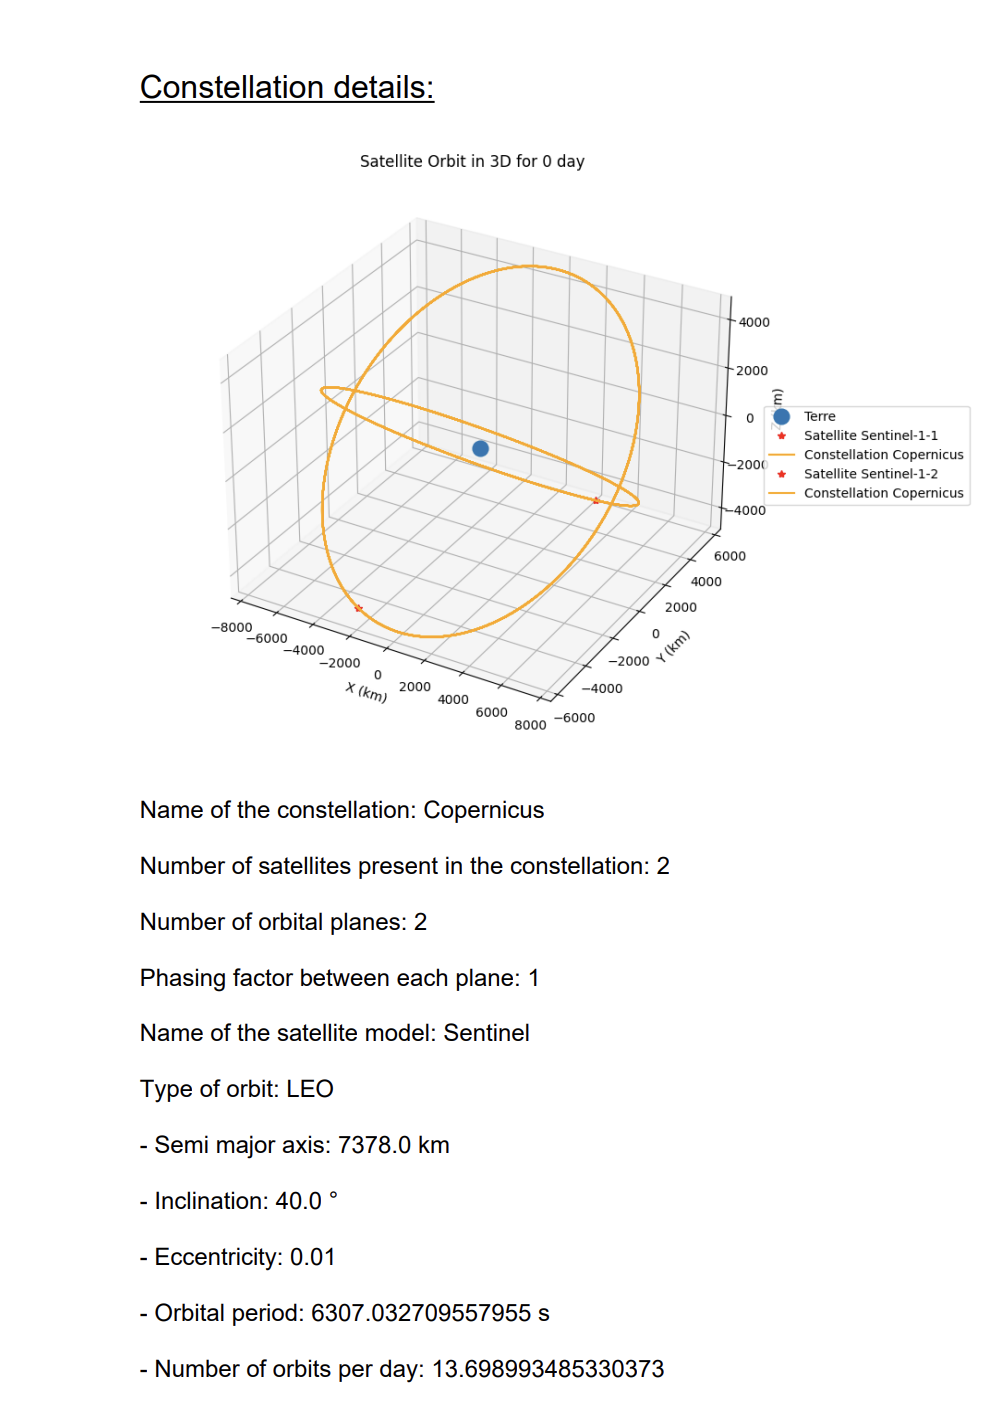 Constellation details:
Satellite Orbit in 3D for 0 day
4000
2000
0
−2000
−4000
m)
Terre
Satellite Sentinel-1-1
Constellation Copernicus
Satellite Sentinel-1-2
Constellation Copernicus
6000
4000
2000
0
−2000
−4000
−6000
Y (km)
−8000
−6000
−4000
−2000
0
2000
4000
6000
8000
X (km)
Name of the constellation: Copernicus
Number of satellites present in the constellation: 2
Number of orbital planes: 2
Phasing factor between each plane: 1
Name of the satellite model: Sentinel
Type of orbit: LEO
- Semi major axis: 7378.0 km
- Inclination: 40.0 °
- Eccentricity: 0.01
- Orbital period: 6307.032709557955 s
- Number of orbits per day: 13.698993485330373